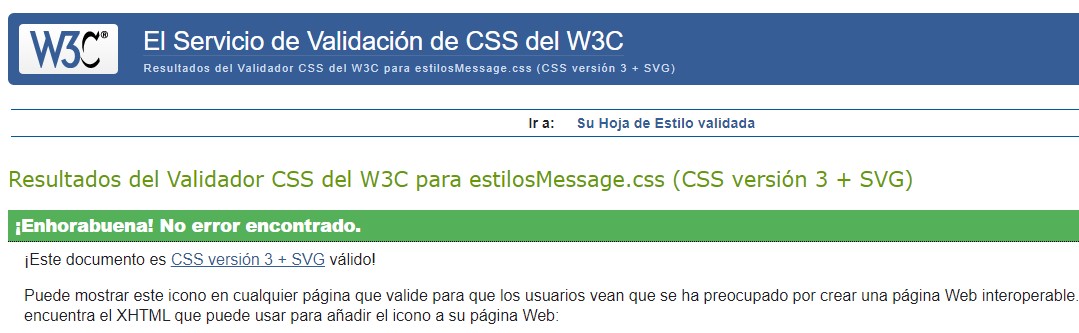 W3C®
El Servicio de Validación de CSS del W3C
Resultados del Validador CSS del W3C para estilosMessage.css (CSS versión 3 + SVG)
Ir a: Su Hoja de Estilo validada
Resultados del Validador CSS del W3C para estilosMessage.css (CSS versión 3 + SVG)
¡Enhorabuena! No error encontrado.
¡Este documento es CSS versión 3 + SVG válido!
Puede mostrar este icono en cualquier página que valide para que los usuarios vean que se ha preocupado por crear una página Web interoperable.
encuentra el XHTML que puede usar para añadir el icono a su página Web: